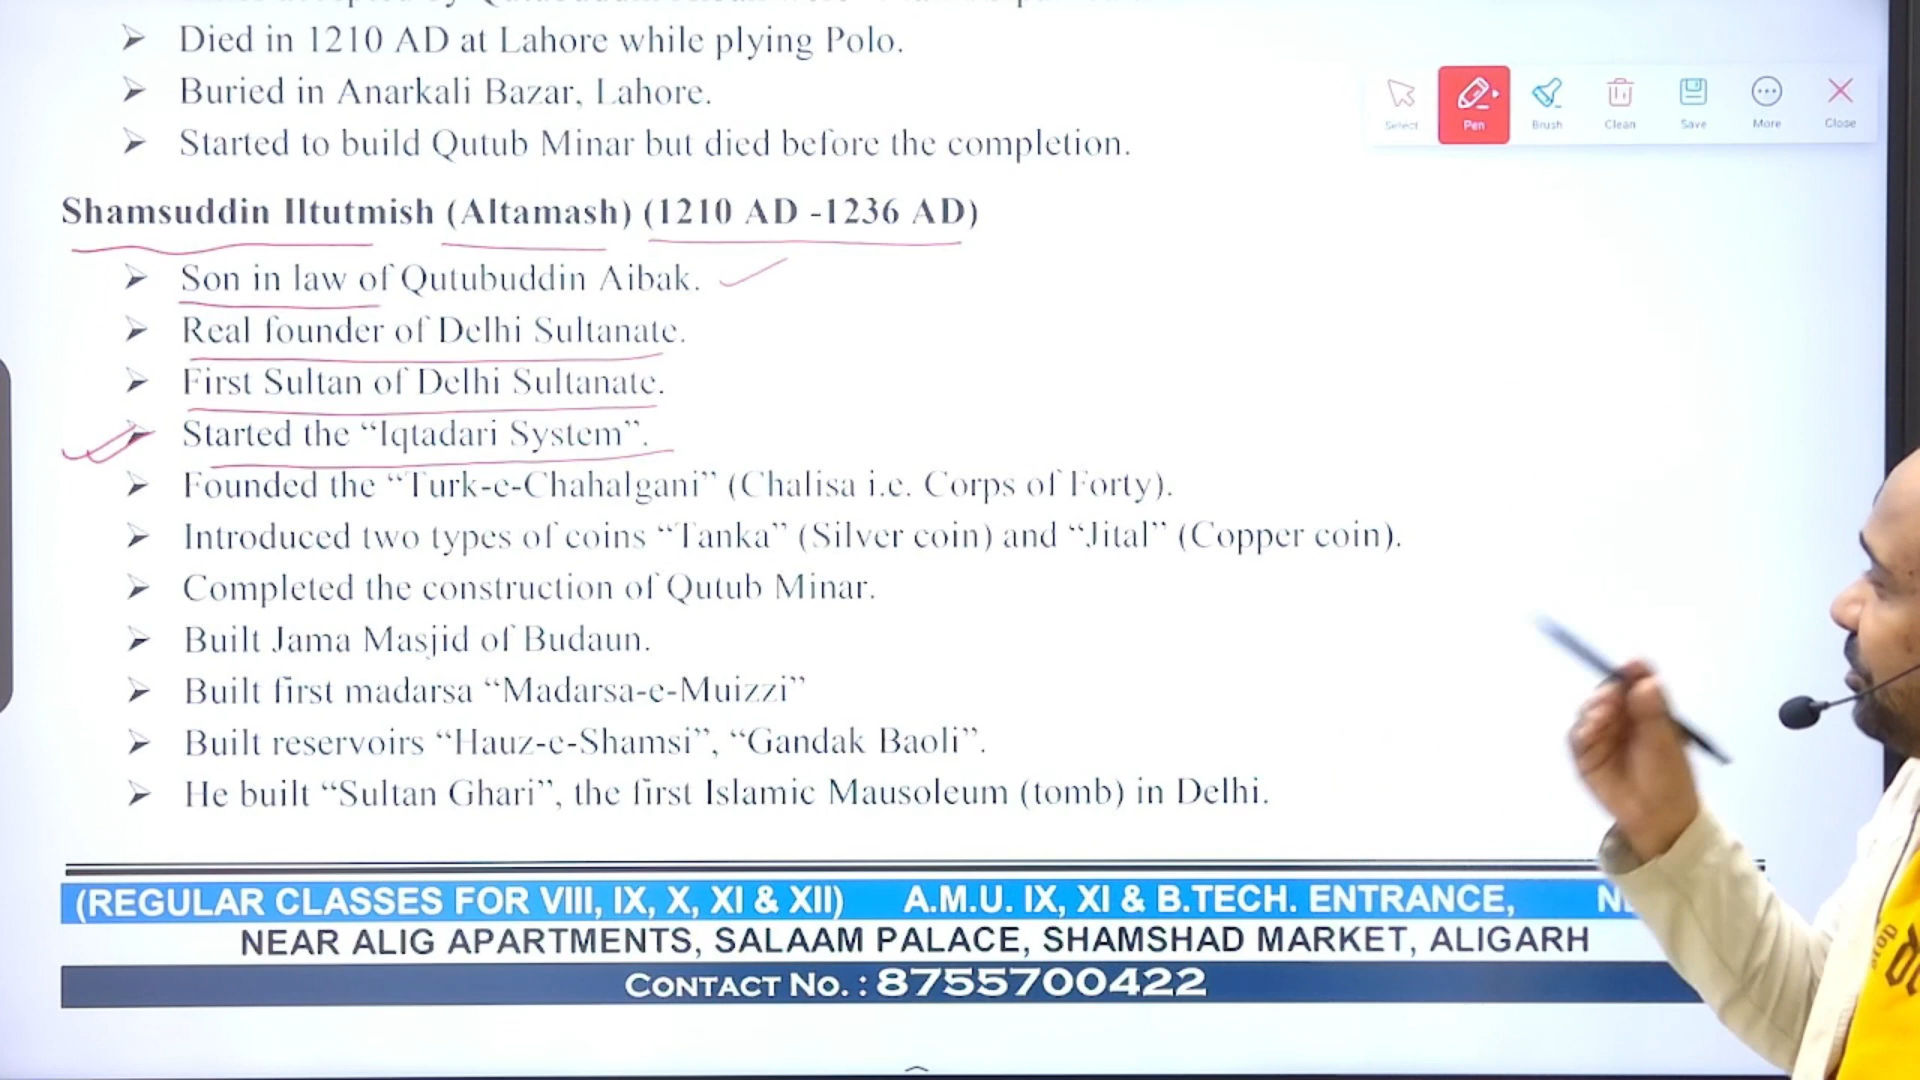 ➤ Died in 1210 AD at Lahore while plying Polo.
➤ Buried in Anarkali Bazar, Lahore.
➤ Started to build Qutub Minar but died before the completion.
Select Pen Brush Clean Save More Close
Shamsuddin Iltutmish (Altamash) (1210 AD -1236 AD)
➤ Son in law of Qutubuddin Aibak.
➤ Real founder of Delhi Sultanate.
➤ First Sultan of Delhi Sultanate.
➤ Started the “Iqtadari System”.
➤ Founded the “Turk-e-Chahalgani” (Chalisa i.e. Corps of Forty).
➤ Introduced two types of coins “Tanka” (Silver coin) and “Jital” (Copper coin).
➤ Completed the construction of Qutub Minar.
➤ Built Jama Masjid of Budaun.
➤ Built first madarsa “Madarsa-e-Muizzi”
➤ Built reservoirs “Hauz-e-Shamsi”, “Gandak Baoli”.
➤ He built “Sultan Ghari”, the first Islamic Mausoleum (tomb) in Delhi.
(REGULAR CLASSES FOR VIII, IX, X, XI & XII) A.M.U. IX, XI & B.TECH. ENTRANCE,
NEAR ALIG APARTMENTS, SALAAM PALACE, SHAMSHAD MARKET, ALIGARH
CONTACT NO. : 8755700422